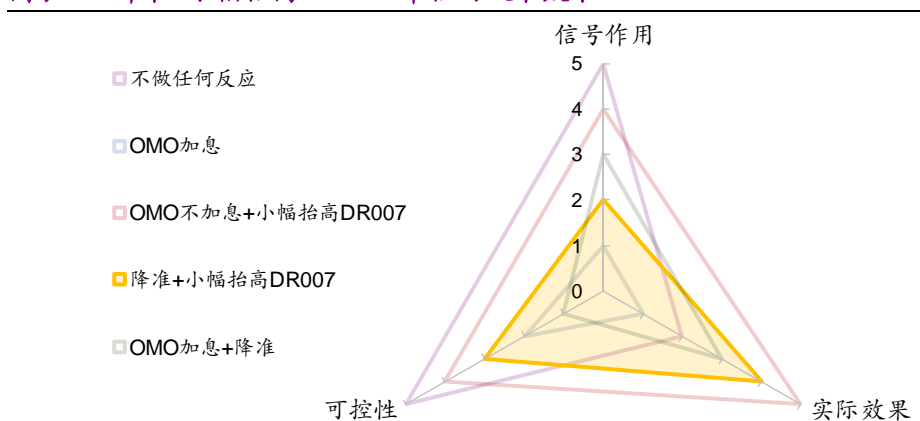 信号作用
5
4
3
2
1
0
不做任何反应
OMO加息
OMO不加息+小幅抬高DR007
降准+小幅抬高DR007
OMO加息+降准
可控性
实际效果